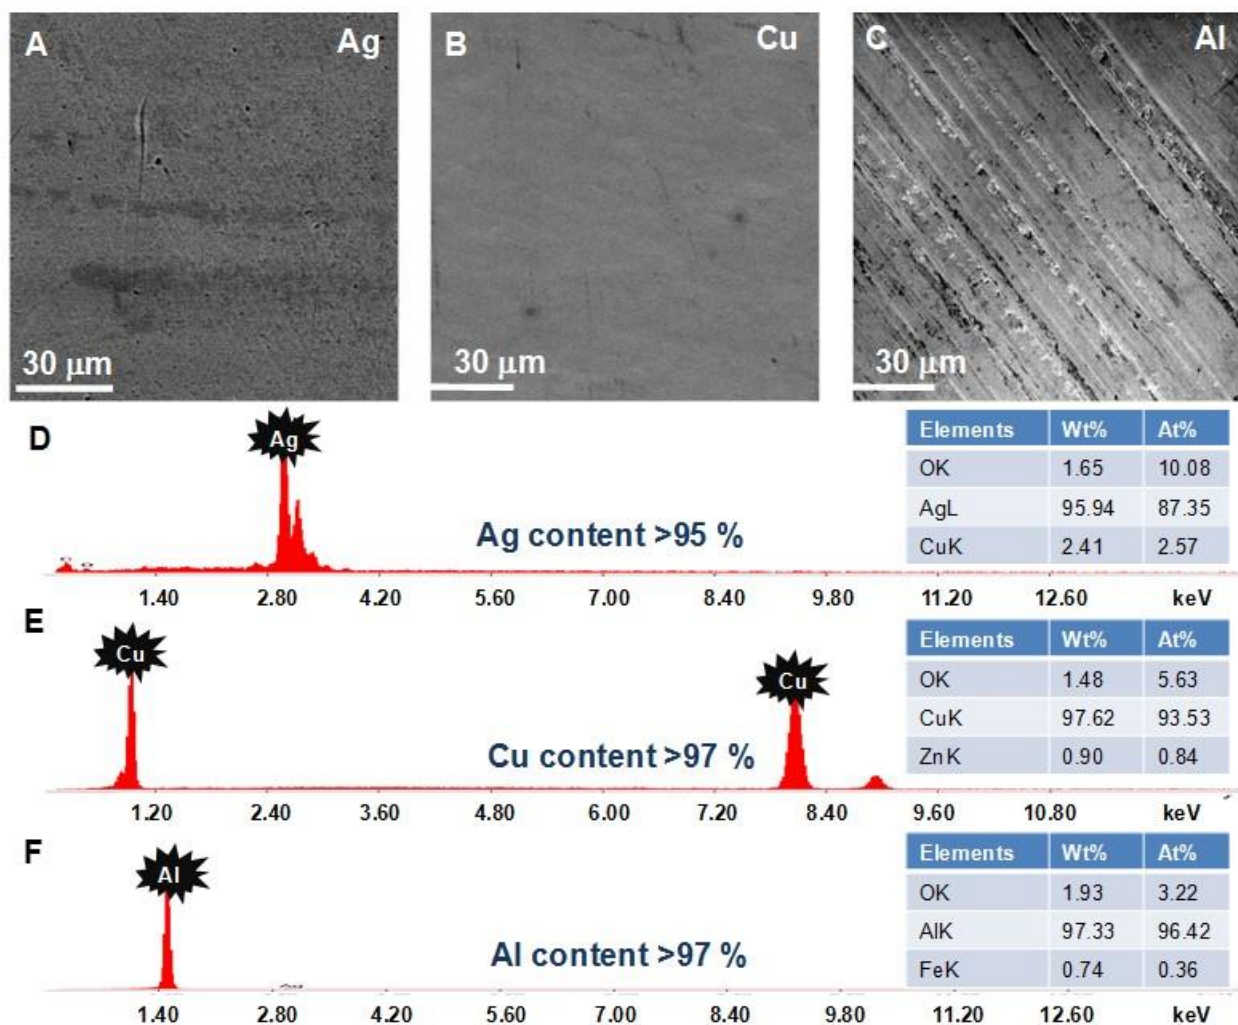 A Ag
B Cu
C Al
30 μm
30 μm
30 μm
D
Ag
Ag content >95 %
1.40 2.80 4.20 5.60 7.00 8.40 9.80 11.20 12.60 keV
Elements Wt% At%
OK 1.65 10.08
AgL 95.94 87.35
CuK 2.41 2.57
E
Cu
Cu
Cu content >97 %
1.20 2.40 3.60 4.80 6.00 7.20 8.40 9.60 10.80 keV
Elements Wt% At%
OK 1.48 5.63
CuK 97.62 93.53
ZnK 0.90 0.84
F
Al
Al content >97 %
1.40 2.80 4.20 5.60 7.00 8.40 9.80 11.20 12.60 keV
Elements Wt% At%
OK 1.93 3.22
AlK 97.33 96.42
FeK 0.74 0.36